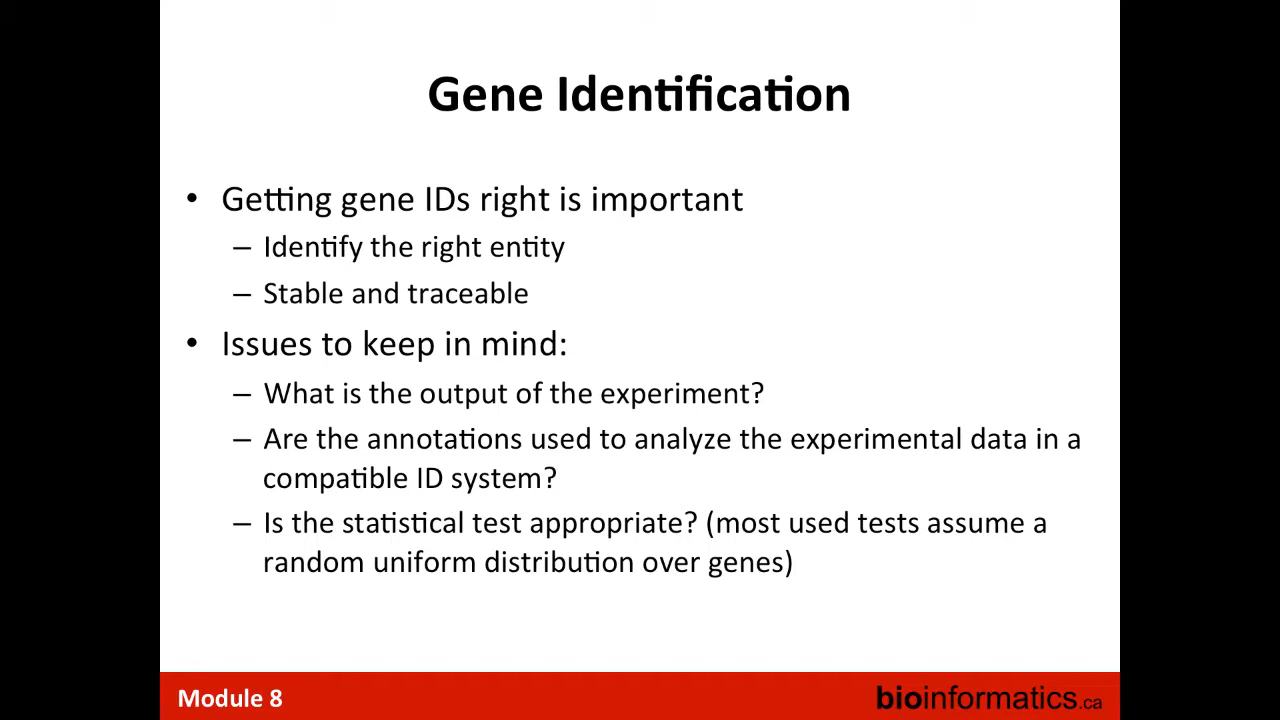 Gene Identification
• Getting gene IDs right is important
– Identify the right entity
– Stable and traceable
• Issues to keep in mind:
– What is the output of the experiment?
– Are the annotations used to analyze the experimental data in a
compatible ID system?
– Is the statistical test appropriate? (most used tests assume a
random uniform distribution over genes)
Module 8
bioinformatics.ca